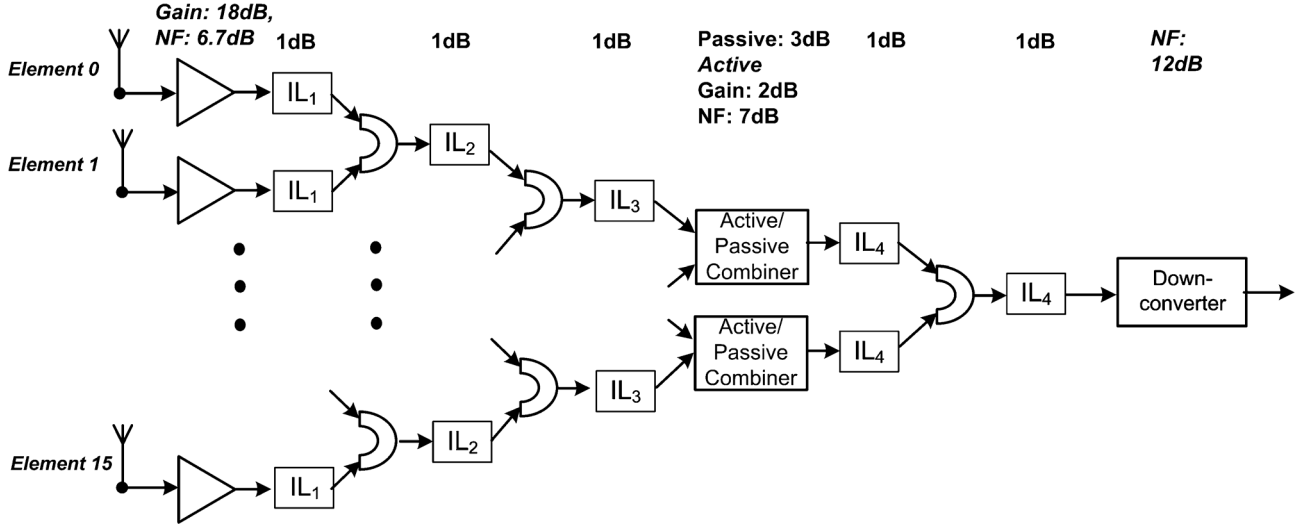 Gain: 18dB,
NF: 6.7dB
1dB
1dB
1dB
Passive: 3dB
Active
Gain: 2dB
NF: 7dB
1dB
1dB
NF:
12dB
Element 0
IL1
Element 1
IL1
IL2
IL3
Active/
Passive
Combiner
IL4
IL4
Down-
converter
Active/
Passive
Combiner
IL4
IL3
IL2
Element 15
IL1